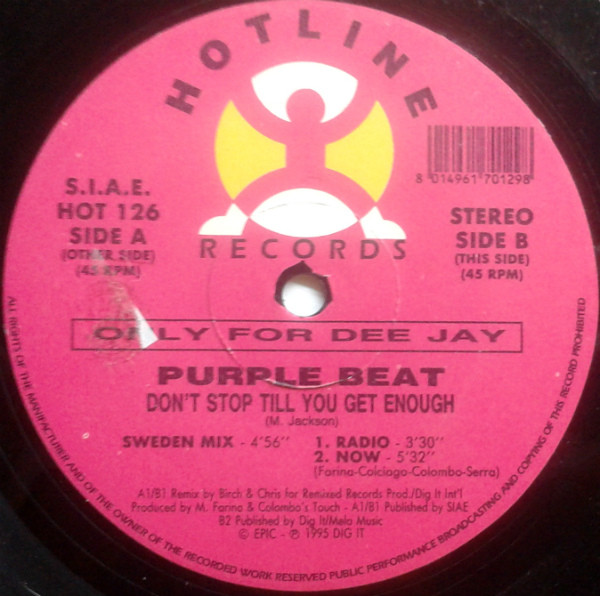 HOTLINE
RECORDS
8 014961 701298
S.I.A.E.
HOT 126
SIDE A
(OTHER SIDE)
(45 RPM)
STEREO
SIDE B
(THIS SIDE)
(45 RPM)
ONLY FOR DEE JAY
PURPLE BEAT
DON'T STOP TILL YOU GET ENOUGH
(M. Jackson)
SWEDEN MIX - 4'56"
1. RADIO - 3'30"
2. NOW - 5'32"
(Farina-Colciago-Colombo-Serra)
A1/B1 Remix by Birch & Chris for Remixed Records Prod./Dig It Int'l
Produced by M. Farina & Colombo's Touch - A1/B1 Published by SIAE
B2 Published by Dig It/Mela Music
© EPIC - ℗ 1995 DIG IT
ALL RIGHTS OF THE MANUFACTURER AND OF THE OWNER OF THE RECORDED WORK RESERVED PUBLIC PERFORMANCE BROADCASTING AND COPYING OF THIS RECORD PROHIBITED